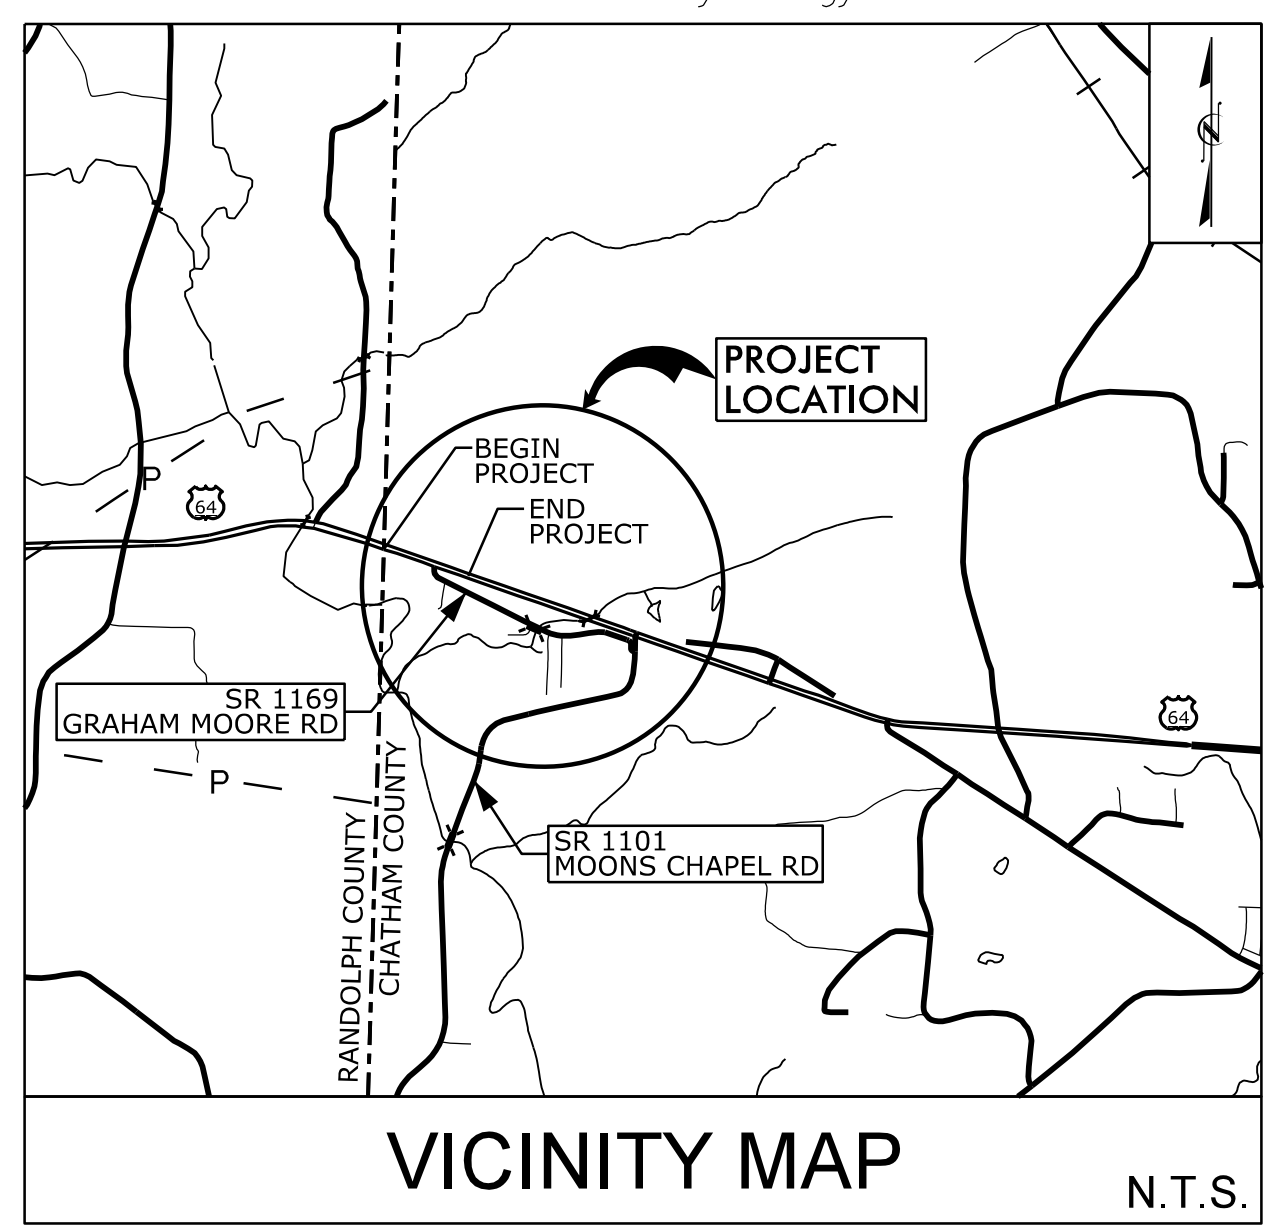 N
PROJECT
LOCATION
BEGIN
PROJECT
END
PROJECT
P
64
SR 1169
GRAHAM MOORE RD
64
P
RANDOLPH COUNTY
CHATHAM COUNTY
SR 1101
MOONS CHAPEL RD
VICINITY MAP
N.T.S.